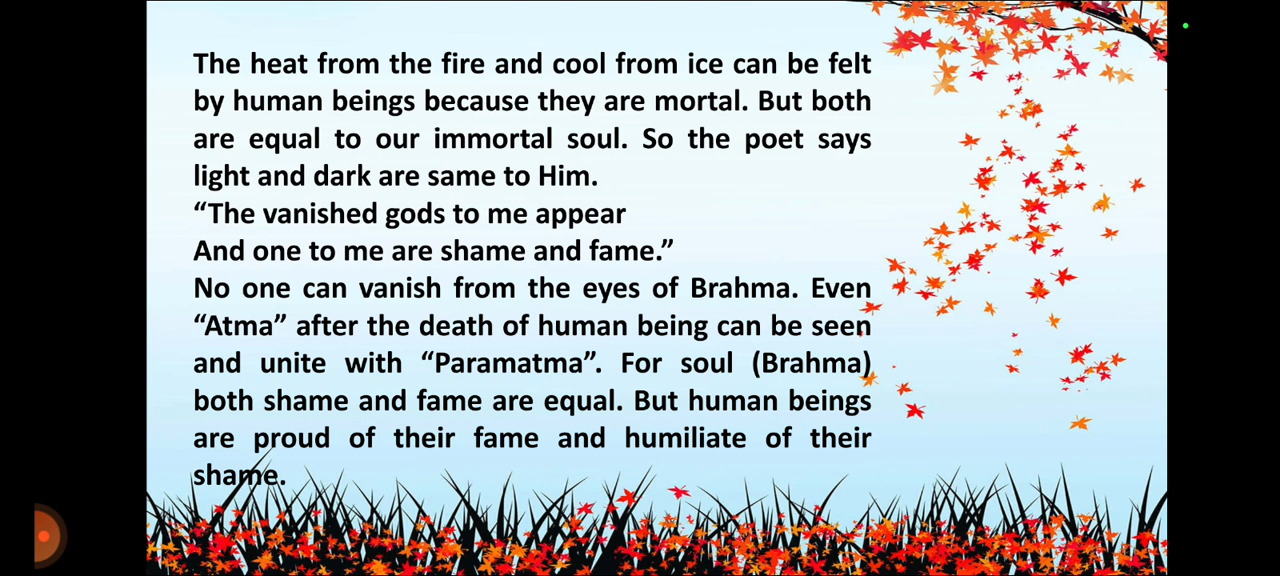 The heat from the fire and cool from ice can be felt
by human beings because they are mortal. But both
are equal to our immortal soul. So the poet says
light and dark are same to Him.
“The vanished gods to me appear
And one to me are shame and fame.”
No one can vanish from the eyes of Brahma. Even
“Atma” after the death of human being can be seen
and unite with “Paramatma”. For soul (Brahma)
both shame and fame are equal. But human beings
are proud of their fame and humiliate of their
shame.